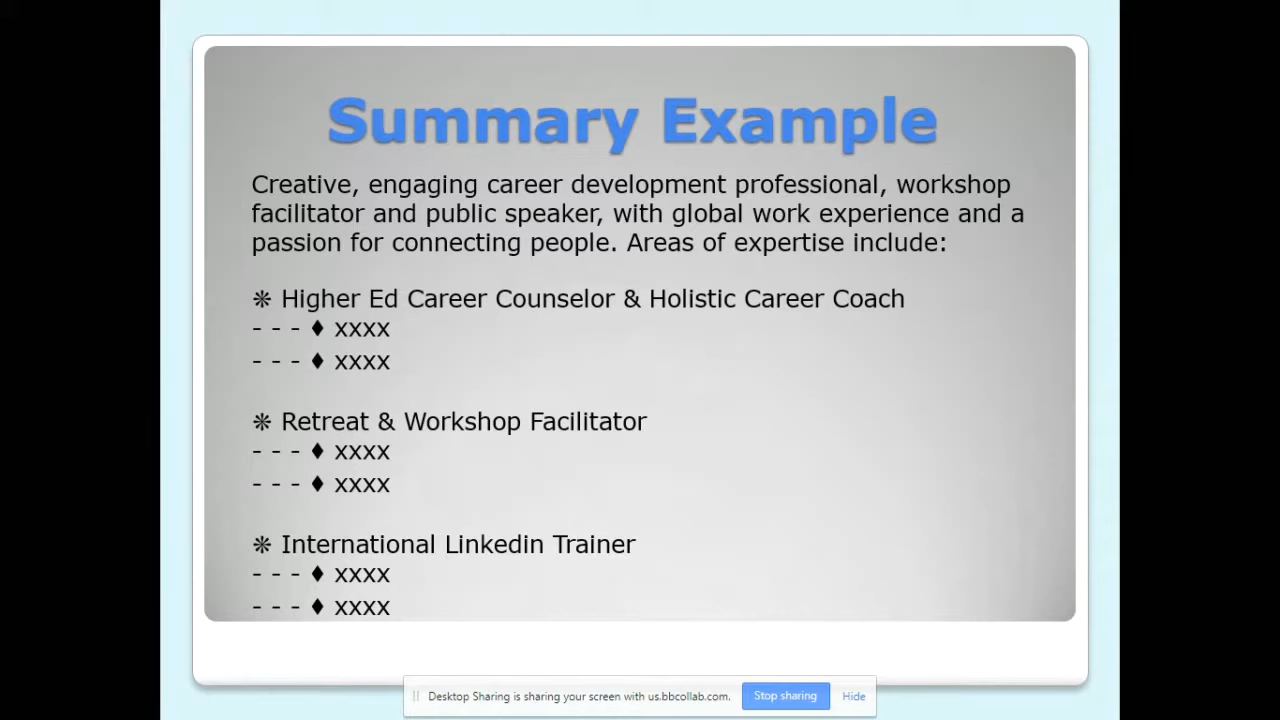 Summary Example
Creative, engaging career development professional, workshop
facilitator and public speaker, with global work experience and a
passion for connecting people. Areas of expertise include:
❋ Higher Ed Career Counselor & Holistic Career Coach
- - - ♦ xxxx
- - - ♦ xxxx
❋ Retreat & Workshop Facilitator
- - - ♦ xxxx
- - - ♦ xxxx
❋ International Linkedin Trainer
- - - ♦ xxxx
- - - ♦ xxxx
Desktop Sharing is sharing your screen with us.bbcollab.com. Stop sharing Hide